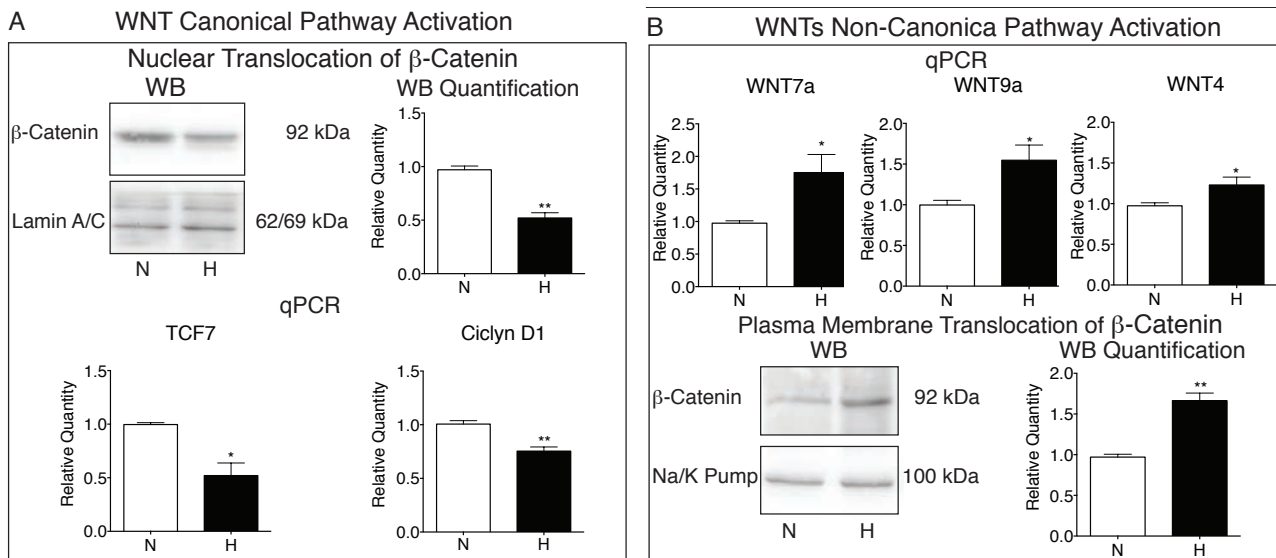 A
WNT Canonical Pathway Activation
Nuclear Translocation of β-Catenin
WB
β-Catenin
92 kDa
Lamin A/C
62/69 kDa
N H
WB Quantification
Relative Quantity
1.5
1.0
0.5
0.0
**
N H
qPCR
TCF7
Relative Quantity
1.5
1.0
0.5
0.0
*
N H
Ciclyn D1
Relative Quantity
1.5
1.0
0.5
0.0
**
N H
B
WNTs Non-Canonica Pathway Activation
qPCR
WNT7a
Relative Quantity
2.5
2.0
1.5
1.0
0.5
0.0
*
N H
WNT9a
Relative Quantity
2.0
1.5
1.0
0.5
0.0
*
N H
WNT4
Relative Quantity
2.0
1.5
1.0
0.5
0.0
*
N H
Plasma Membrane Translocation of β-Catenin
WB
β-Catenin
92 kDa
Na/K Pump
100 kDa
N H
WB Quantification
Relative Quantity
2.0
1.5
1.0
0.5
0.0
**
N H